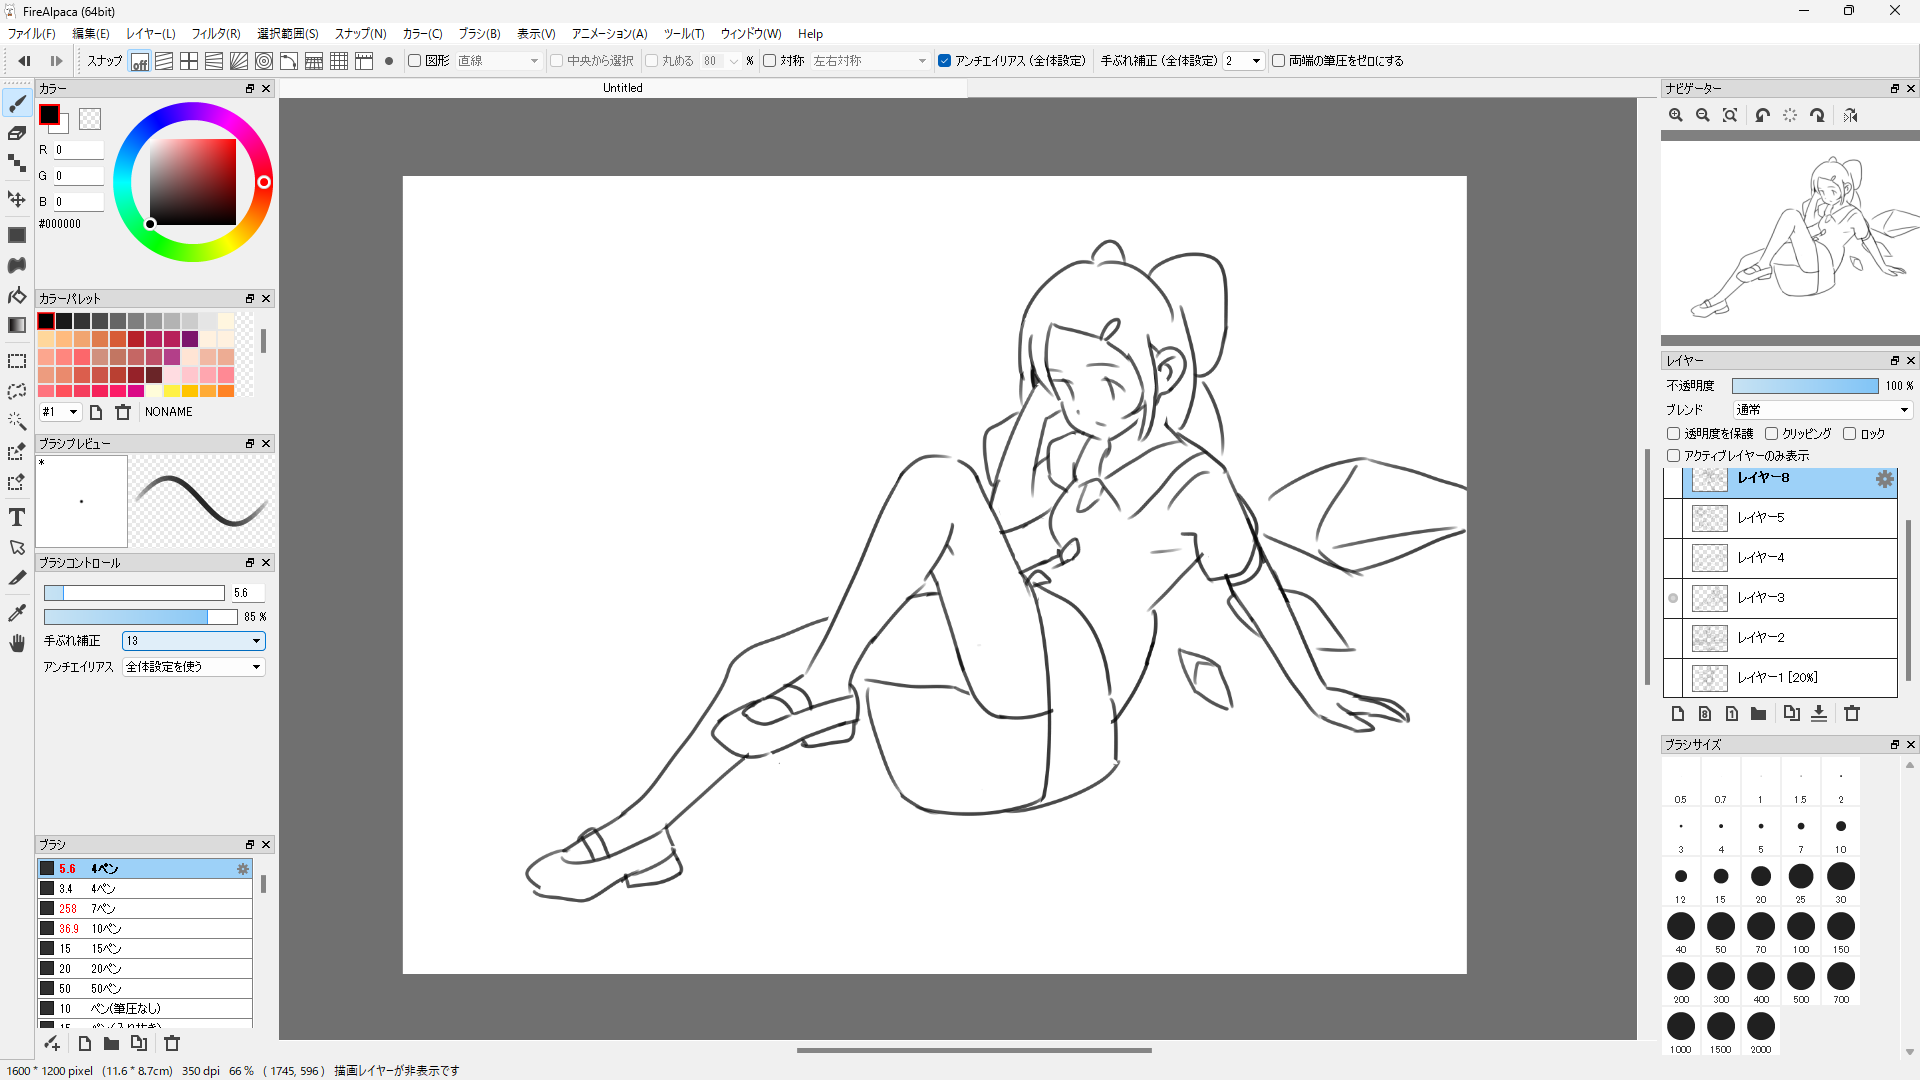 FireAlpaca (64bit)
ファイル(F) 編集(E) レイヤー(L) フィルタ(R) 選択範囲(S) スナップ(N) カラー(C) ブラシ(B) 表示(V) アニメーション(A) ツール(T) ウィンドウ(W) Help
スナップ off 図形 直線 中央から選択 丸める 80 % 対称 左右対称 アンチエイリアス (全体設定) 手ぶれ補正 (全体設定) 2 両端の筆圧をゼロにする
カラー
Untitled
R 0
G 0
B 0
#000000
カラーパレット
#1 NONAME
ブラシプレビュー
*
ブラシコントロール
5.6
85 %
手ぶれ補正 13
アンチエイリアス 全体設定を使う
ブラシ
5.6 4ペン
3.4 4ペン
258 7ペン
36.9 10ペン
15 15ペン
20 20ペン
50 50ペン
10 ペン(筆圧なし)
15 ペン(入り抜き)
ナビゲーター
レイヤー
不透明度 100 %
ブレンド 通常
透明度を保護 クリッピング ロック
アクティブレイヤーのみ表示
レイヤー8
レイヤー5
レイヤー4
レイヤー3
レイヤー2
レイヤー1 [20%]
8 1
ブラシサイズ
0.5 0.7 1 1.5 2
3 4 5 7 10
12 15 20 25 30
40 50 70 100 150
200 300 400 500 700
1000 1500 2000
1600 * 1200 pixel (11.6 * 8.7cm) 350 dpi 66 % ( 1745, 596 ) 描画レイヤーが非表示です